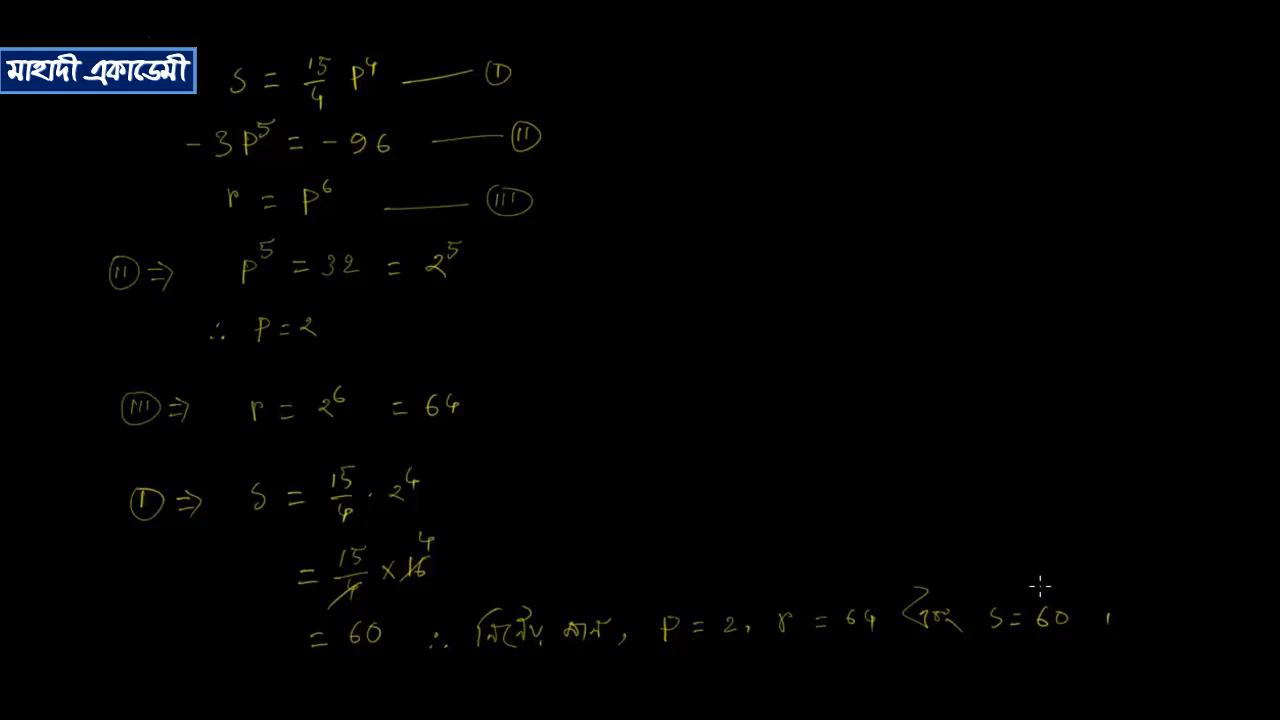 মাহাদী একাডেমী
S = 15/4 p⁴ —— (I)
-3p⁵ = -96 —— (II)
r = p⁶ —— (III)
(II) ⇒ p⁵ = 32 = 2⁵
∴ p = 2
(III) ⇒ r = 2⁶ = 64
(I) ⇒ S = 15/4 · 2⁴
= 15/4 × 16 4
= 60 ∴ নির্ণেয় মান, p = 2, r = 64 এবং S = 60 ।